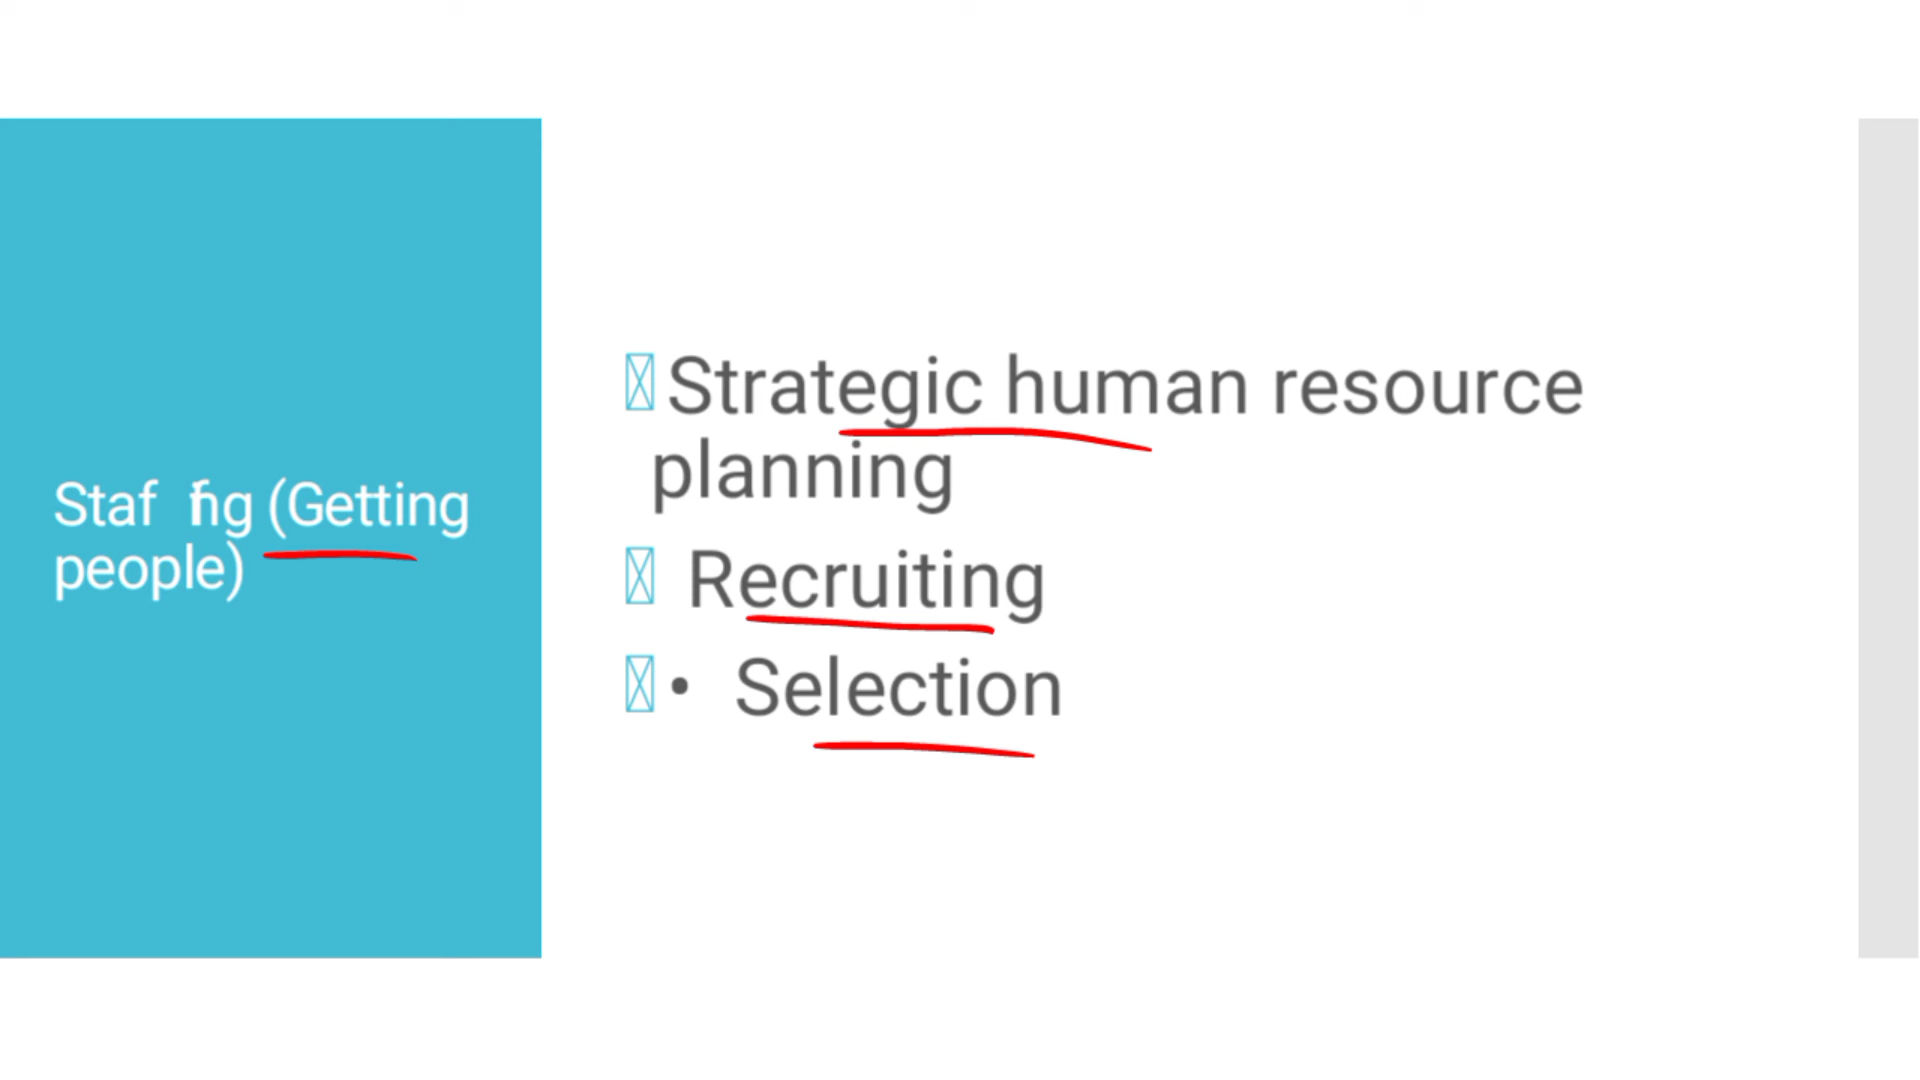 Staf fig (Getting
people)
Strategic human resource
planning
Recruiting
• Selection